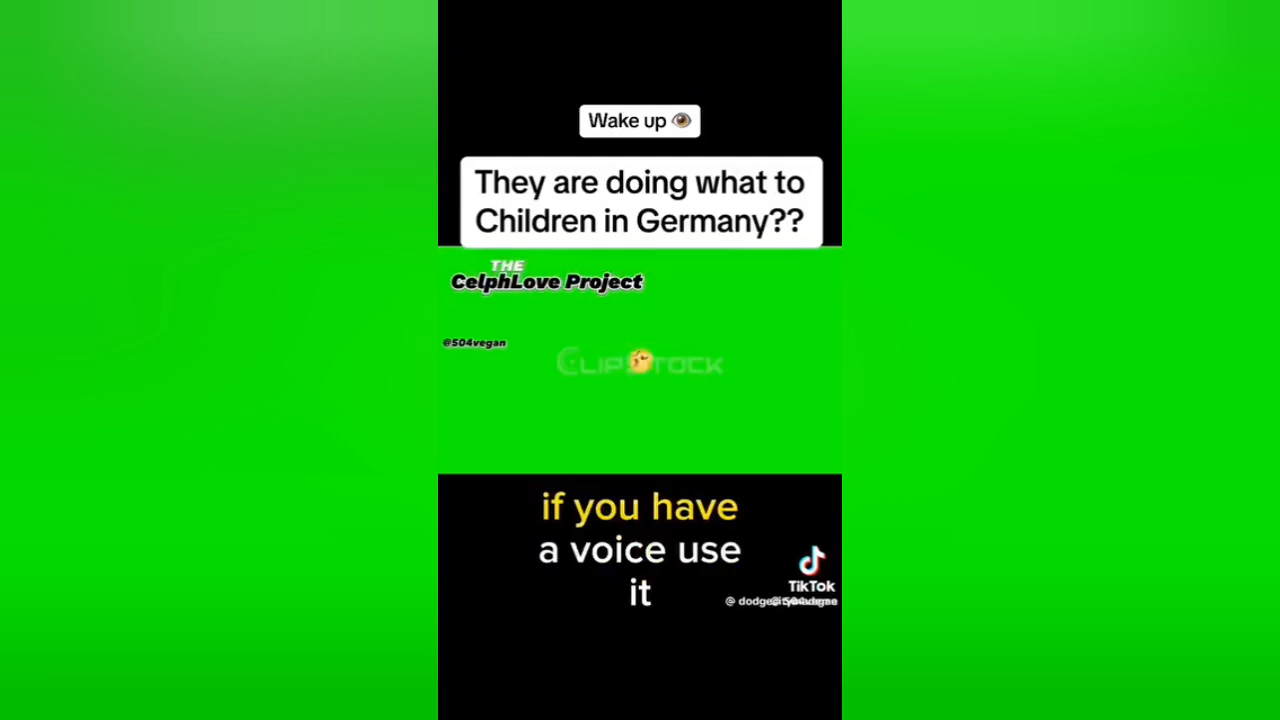 Wake up 👁️
They are doing what to
Children in Germany??
THE
CelphLove Project
@504vegan
CLIPSTOCK
if you have
a voice use
it
TikTok